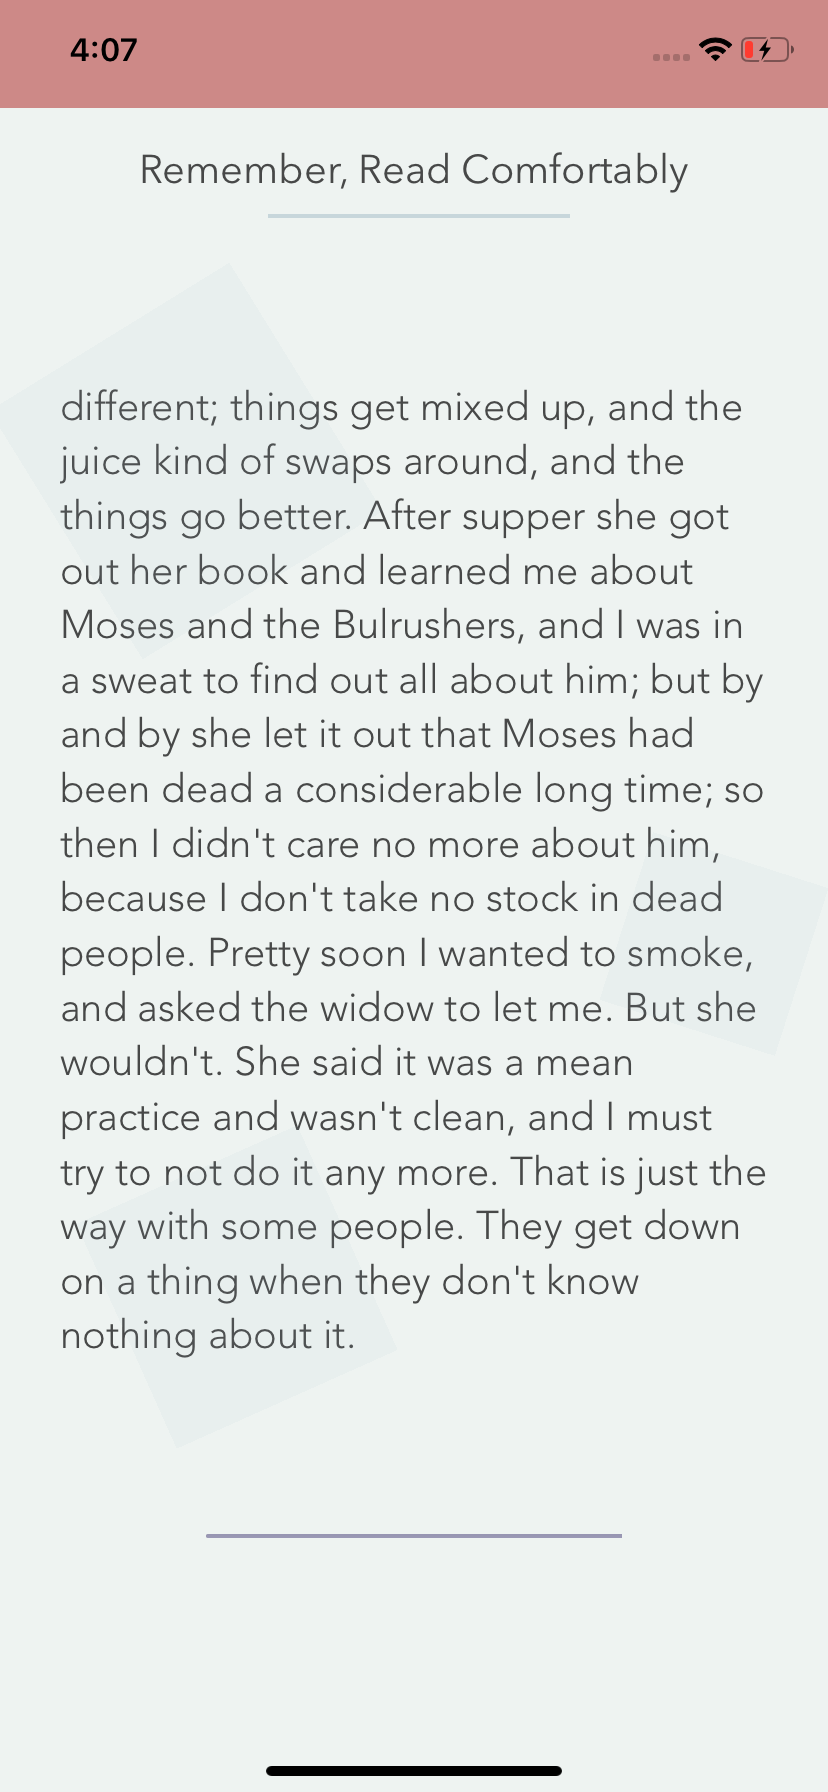 4:07
Remember, Read Comfortably
different; things get mixed up, and the
juice kind of swaps around, and the
things go better. After supper she got
out her book and learned me about
Moses and the Bulrushers, and I was in
a sweat to find out all about him; but by
and by she let it out that Moses had
been dead a considerable long time; so
then I didn't care no more about him,
because I don't take no stock in dead
people. Pretty soon I wanted to smoke,
and asked the widow to let me. But she
wouldn't. She said it was a mean
practice and wasn't clean, and I must
try to not do it any more. That is just the
way with some people. They get down
on a thing when they don't know
nothing about it.